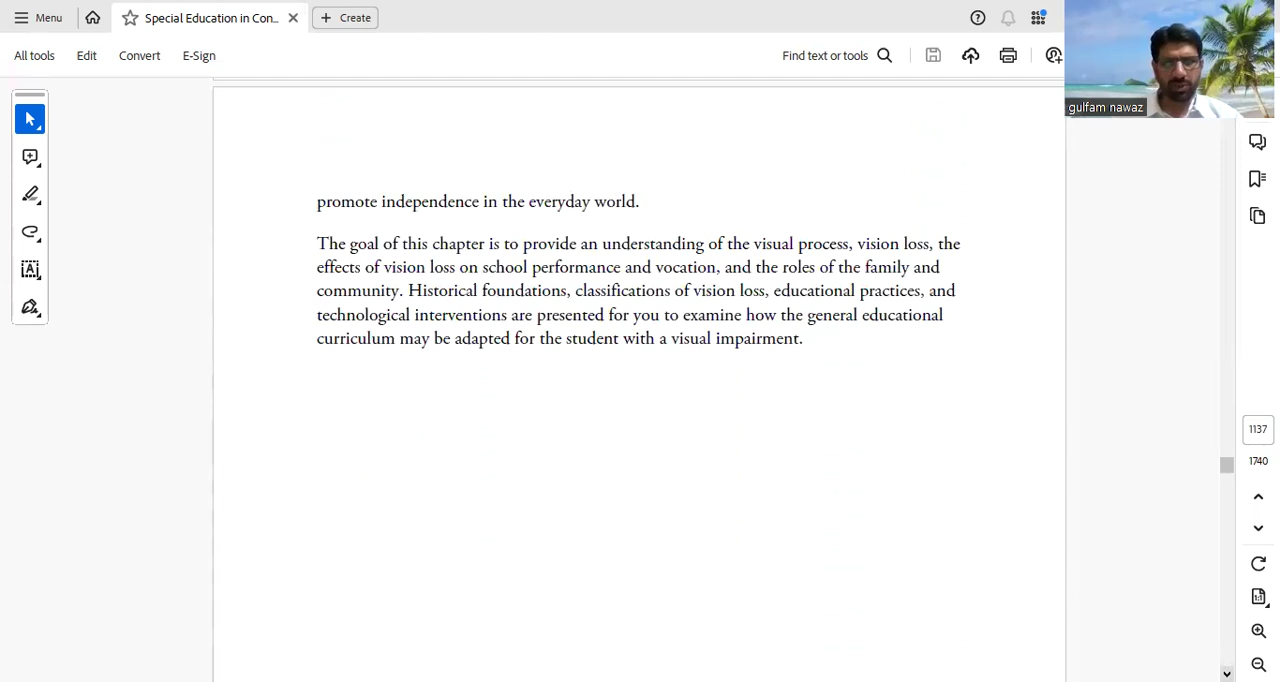 Menu
Special Education in Con...
Create
All tools
Edit
Convert
E-Sign
Find text or tools
gulfam nawaz
promote independence in the everyday world.
The goal of this chapter is to provide an understanding of the visual process, vision loss, the
effects of vision loss on school performance and vocation, and the roles of the family and
community. Historical foundations, classifications of vision loss, educational practices, and
technological interventions are presented for you to examine how the general educational
curriculum may be adapted for the student with a visual impairment.
1137
1740